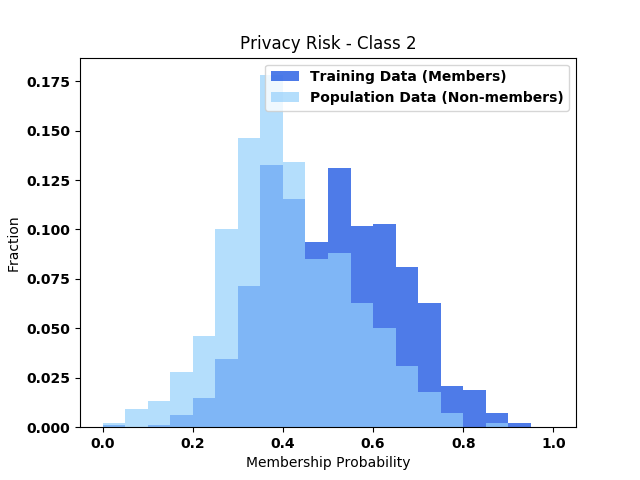 Privacy Risk - Class 2
Training Data (Members)
Population Data (Non-members)
0.175
0.150
0.125
0.100
0.075
0.050
0.025
0.000
Fraction
0.0 0.2 0.4 0.6 0.8 1.0
Membership Probability